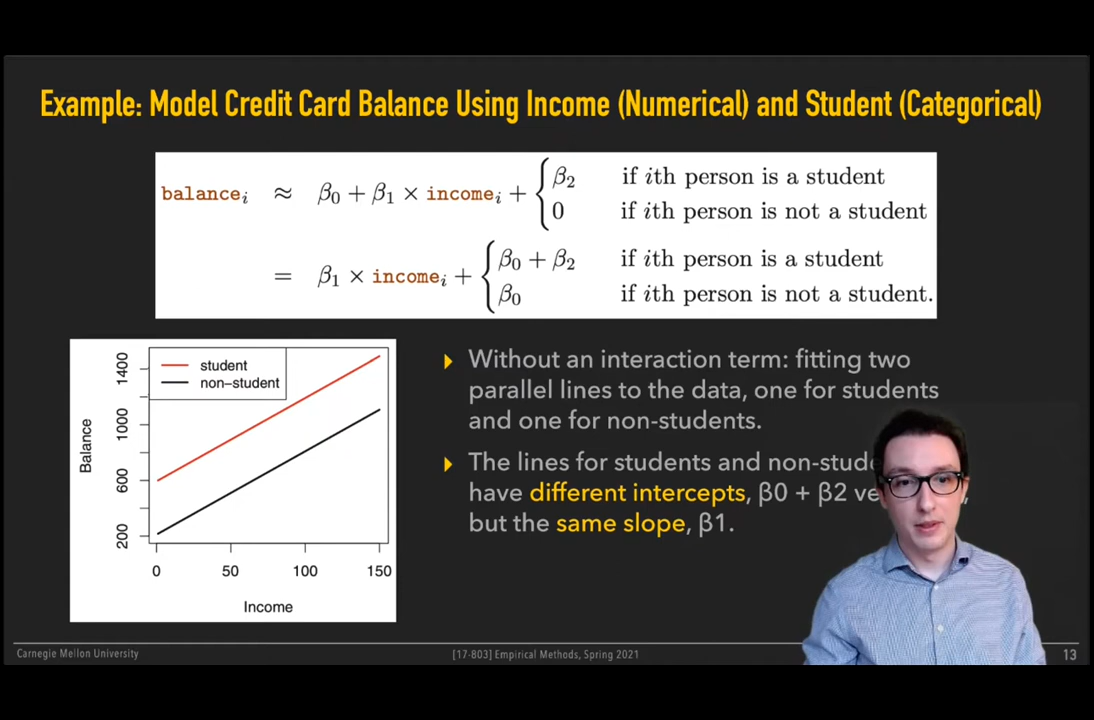 Example: Model Credit Card Balance Using Income (Numerical) and Student (Categorical)
balanceᵢ ≈ β₀ + β₁ × incomeᵢ + { β₂ if ith person is a student
0 if ith person is not a student
= β₁ × incomeᵢ + { β₀ + β₂ if ith person is a student
β₀ if ith person is not a student.
student
non−student
Balance
1400
1000
600
200
0 50 100 150
Income
Without an interaction term: fitting two
parallel lines to the data, one for students
and one for non-students.
The lines for students and
have different intercepts, β0 + β2
but the same slope, β1.
Carnegie Mellon University
[17-803] Empirical Methods, Spring 2021
13